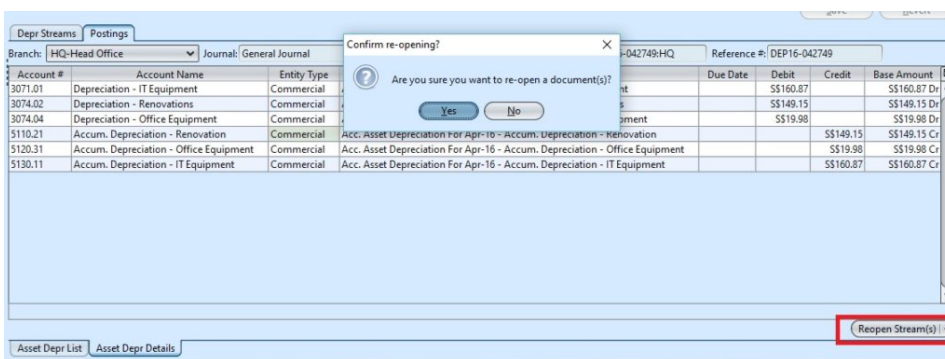 Depr Streams Postings
Confirm re-opening?
Branch: HQ-Head Office Journal: General Journal -042749:HQ Reference #: DEP16-042749
Are you sure you want to re-open a document(s)?
Yes No
Account # Account Name Entity Type Due Date Debit Credit Base Amount
3071.01 Depreciation - IT Equipment Commercial S$160.87 S$160.87 Dr
3074.02 Depreciation - Renovations Commercial S$149.15 S$149.15 Dr
3074.04 Depreciation - Office Equipment Commercial S$19.98 S$19.98 Dr
5110.21 Accum. Depreciation - Renovation Commercial Acc. Asset Depreciation For Apr-16 - Accum. Depreciation - Renovation S$149.15 S$149.15 Cr
5120.31 Accum. Depreciation - Office Equipment Commercial Acc. Asset Depreciation For Apr-16 - Accum. Depreciation - Office Equipment S$19.98 S$19.98 Cr
5130.11 Accum. Depreciation - IT Equipment Commercial Acc. Asset Depreciation For Apr-16 - Accum. Depreciation - IT Equipment S$160.87 S$160.87 Cr
Reopen Stream(s)
Asset Depr List Asset Depr Details